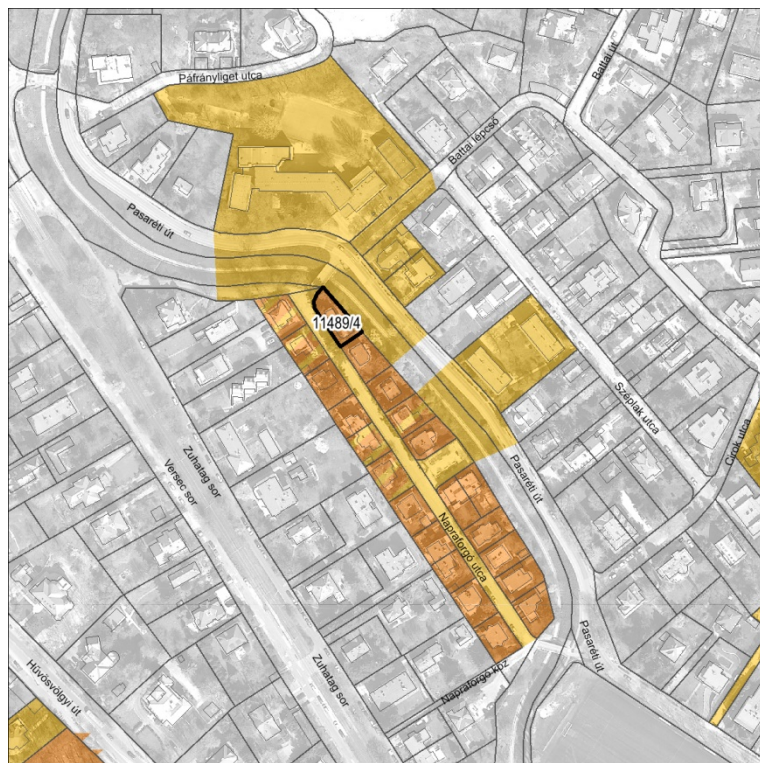 Páfrányliget utca
Battai út
Battai lépcső
Pasaréti út
11489/4
Széplak utca
Cirok utca
Zuhatag sor
Versec sor
Pasaréti út
Napraforgó utca
Pasaréti út
Zuhatag sor
Napraforgó köz
Hűvösvölgyi út